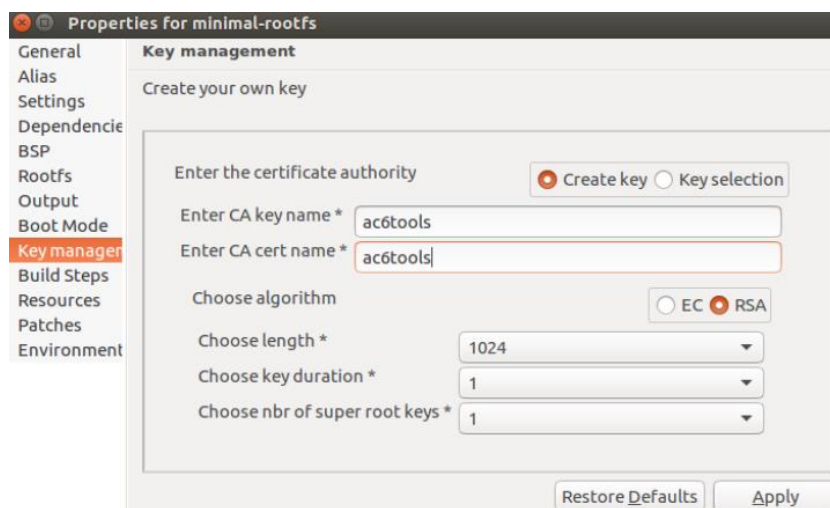 Properties for minimal-rootfs
General
Alias
Settings
Dependencie
BSP
Rootfs
Output
Boot Mode
Key manager
Build Steps
Resources
Patches
Environment
Key management
Create your own key
Enter the certificate authority
Create key Key selection
Enter CA key name * ac6tools
Enter CA cert name * ac6tools
Choose algorithm EC RSA
Choose length * 1024
Choose key duration * 1
Choose nbr of super root keys * 1
Restore Defaults Apply